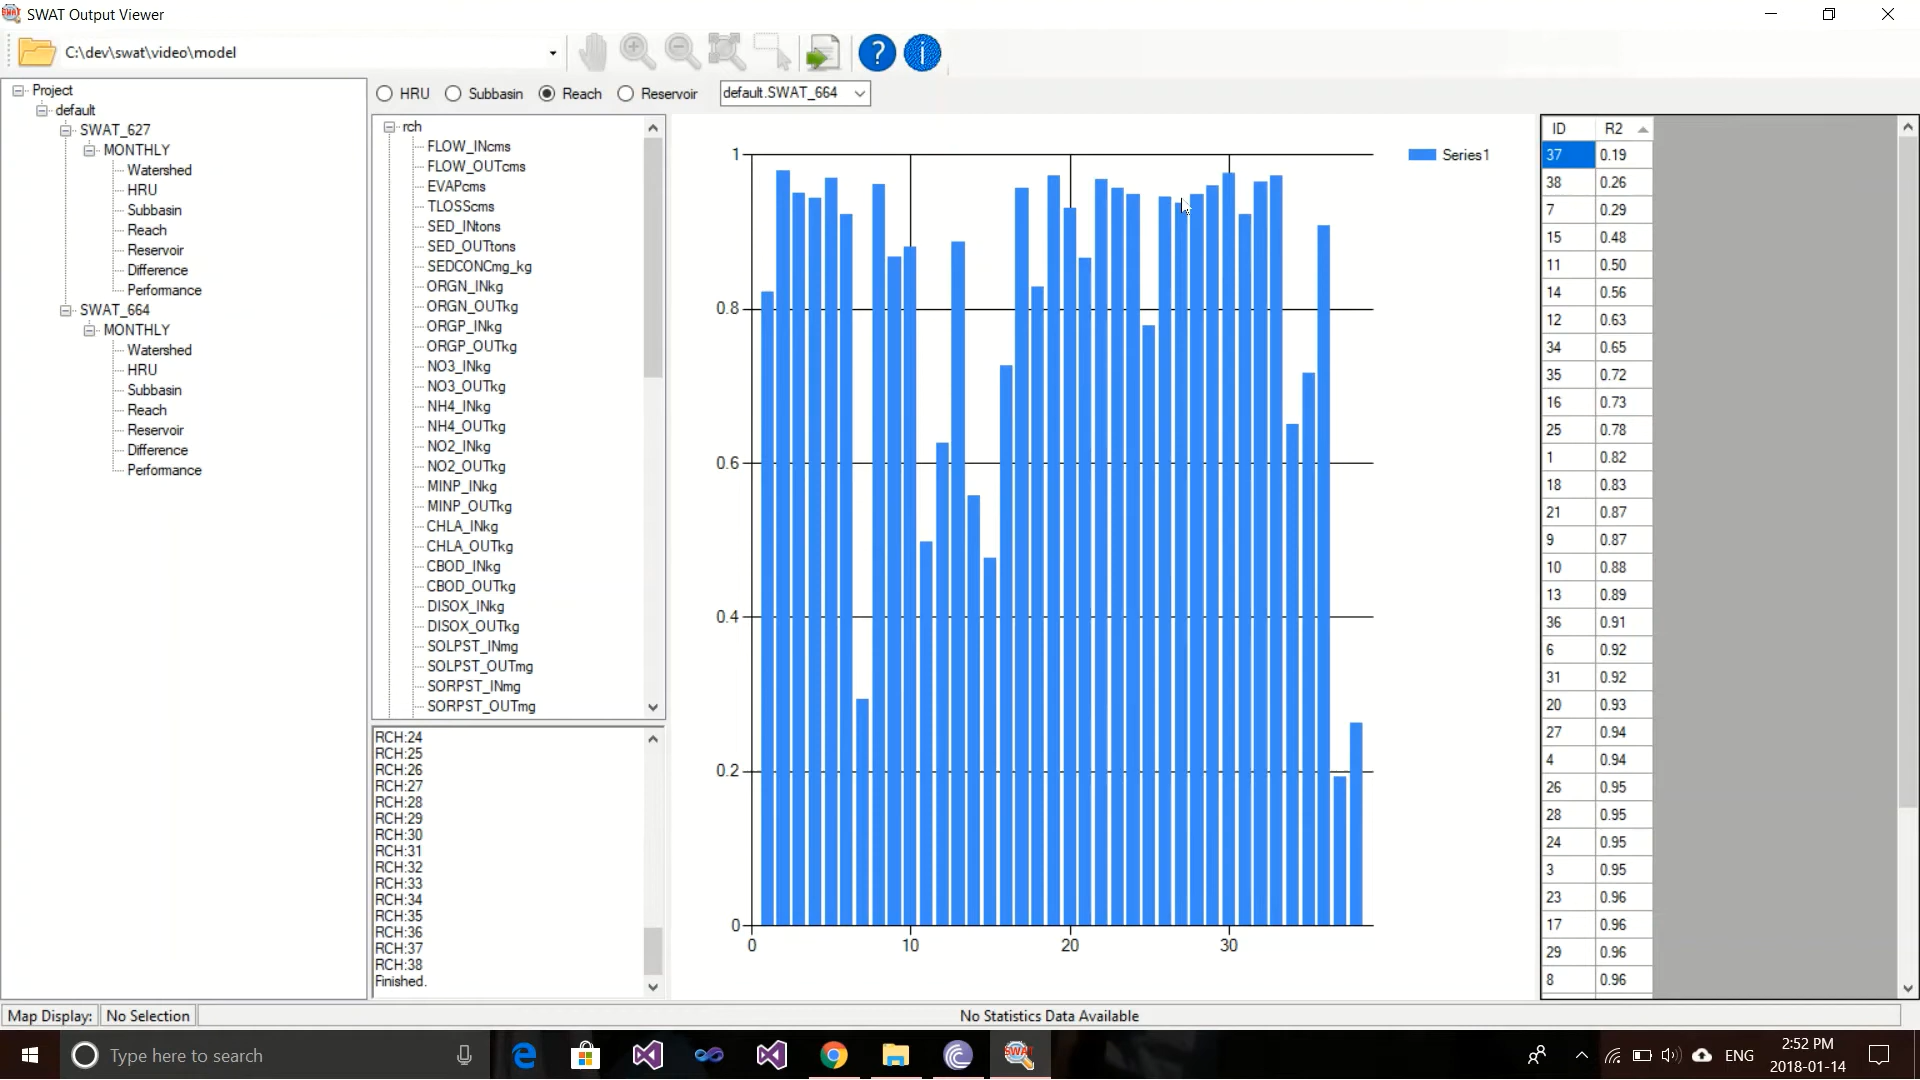 SWAT Output Viewer
C:\dev\swat\video\model
Project
default
SWAT_627
MONTHLY
Watershed
HRU
Subbasin
Reach
Reservoir
Difference
Performance
SWAT_664
MONTHLY
Watershed
HRU
Subbasin
Reach
Reservoir
Difference
Performance
HRU Subbasin Reach Reservoir default.SWAT_664
rch
FLOW_INcms
FLOW_OUTcms
EVAPcms
TLOSScms
SED_INtons
SED_OUTtons
SEDCONCmg_kg
ORGN_INkg
ORGN_OUTkg
ORGP_INkg
ORGP_OUTkg
NO3_INkg
NO3_OUTkg
NH4_INkg
NH4_OUTkg
NO2_INkg
NO2_OUTkg
MINP_INkg
MINP_OUTkg
CHLA_INkg
CHLA_OUTkg
CBOD_INkg
CBOD_OUTkg
DISOX_INkg
DISOX_OUTkg
SOLPST_INmg
SOLPST_OUTmg
SORPST_INmg
SORPST_OUTmg
RCH:24
RCH:25
RCH:26
RCH:27
RCH:28
RCH:29
RCH:30
RCH:31
RCH:32
RCH:33
RCH:34
RCH:35
RCH:36
RCH:37
RCH:38
Finished.
1
0.8
0.6
0.4
0.2
0
0 10 20 30
Series1
ID R2
37 0.19
38 0.26
7 0.29
15 0.48
11 0.50
14 0.56
12 0.63
34 0.65
35 0.72
16 0.73
25 0.78
1 0.82
18 0.83
21 0.87
9 0.87
10 0.88
13 0.89
36 0.91
6 0.92
31 0.92
20 0.93
27 0.94
4 0.94
26 0.95
28 0.95
24 0.95
3 0.95
23 0.96
17 0.96
29 0.96
8 0.96
Map Display: No Selection No Statistics Data Available
Type here to search
SWAT
ENG
2:52 PM
2018-01-14